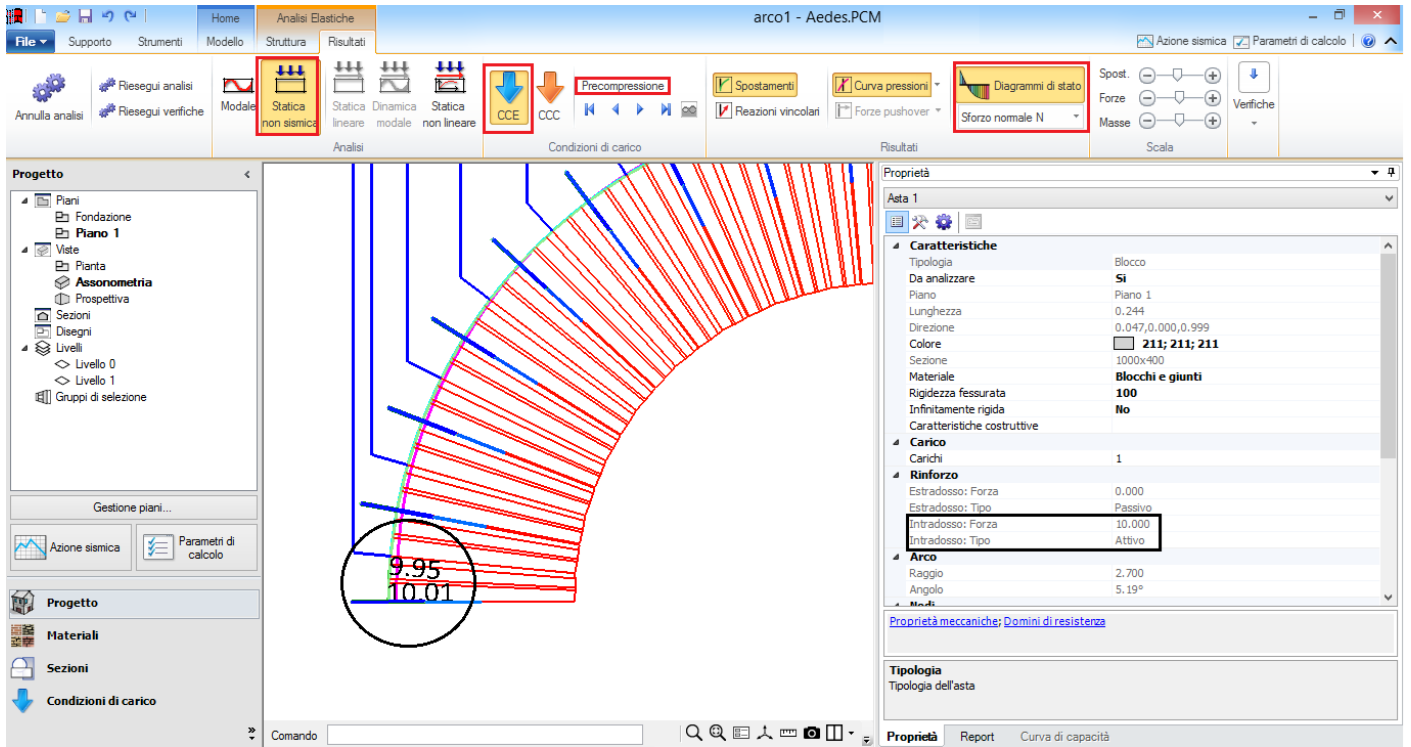 arco1 - Aedes.PCM
Home
Analisi Elastiche
File
Supporto
Strumenti
Modello
Struttura
Risultati
Azione sismica
Parametri di calcolo
Annulla analisi
Riesegui analisi
Riesegui verifiche
Modale
Statica
non sismica
Statica
lineare
Dinamica
modale
Statica
non lineare
Analisi
CCE
CCC
Precompressione
Condizioni di carico
Spostamenti
Reazioni vincolari
Curva pressioni
Forze pushover
Diagrammi di stato
Sforzo normale N
Risultati
Spost.
Forze
Masse
Scala
Verifiche
Progetto
Piani
Fondazione
Piano 1
Viste
Pianta
Assonometria
Prospettiva
Sezioni
Disegni
Livelli
Livello 0
Livello 1
Gruppi di selezione
Gestione piani...
Azione sismica
Parametri di
calcolo
Progetto
Materiali
Sezioni
Condizioni di carico
9.95
10.01
Comando
Proprietà
Asta 1
Caratteristiche
Tipologia Blocco
Da analizzare Sì
Piano Piano 1
Lunghezza 0.244
Direzione 0.047,0.000,0.999
Colore 211; 211; 211
Sezione 1000x400
Materiale Blocchi e giunti
Rigidezza fessurata 100
Infinitamente rigida No
Caratteristiche costruttive
Carico
Carichi 1
Rinforzo
Estradosso: Forza 0.000
Estradosso: Tipo Passivo
Intradosso: Forza 10.000
Intradosso: Tipo Attivo
Arco
Raggio 2.700
Angolo 5.19°
Nodi
Proprietà meccaniche; Domini di resistenza
Tipologia
Tipologia dell'asta
Proprietà Report Curva di capacità